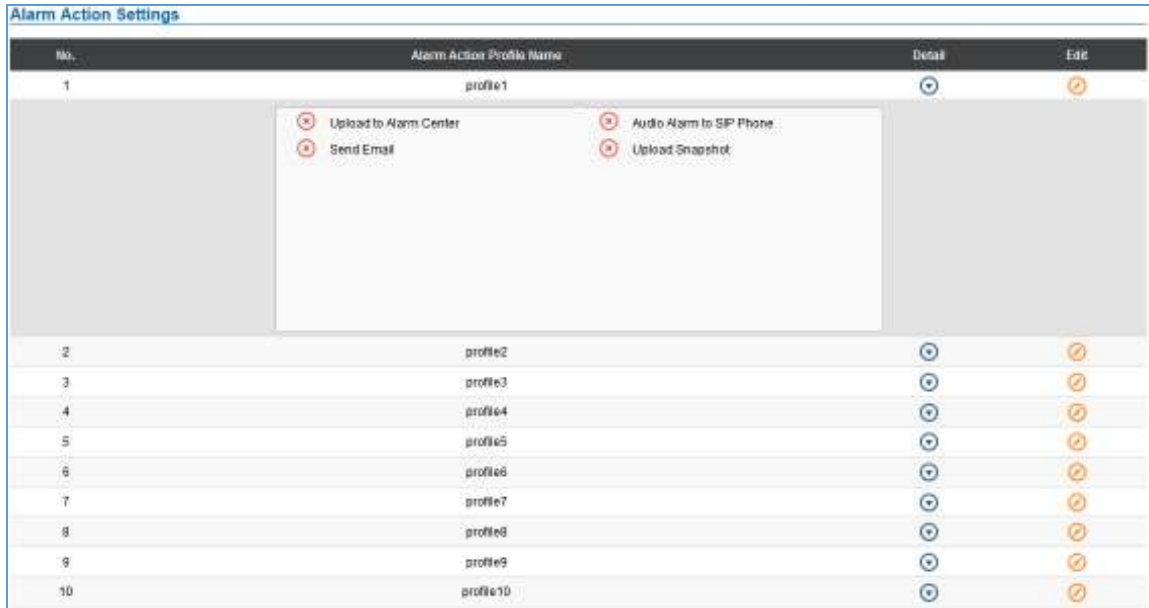 Alarm Action Settings
No. Alarm Action Profile Name Detail Edit
1 profile1
Upload to Alarm Center Audio Alarm to SIP Phone
Send Email Upload Snapshot
2 profile2
3 profile3
4 profile4
5 profile5
6 profile6
7 profile7
8 profile8
9 profile9
10 profile10